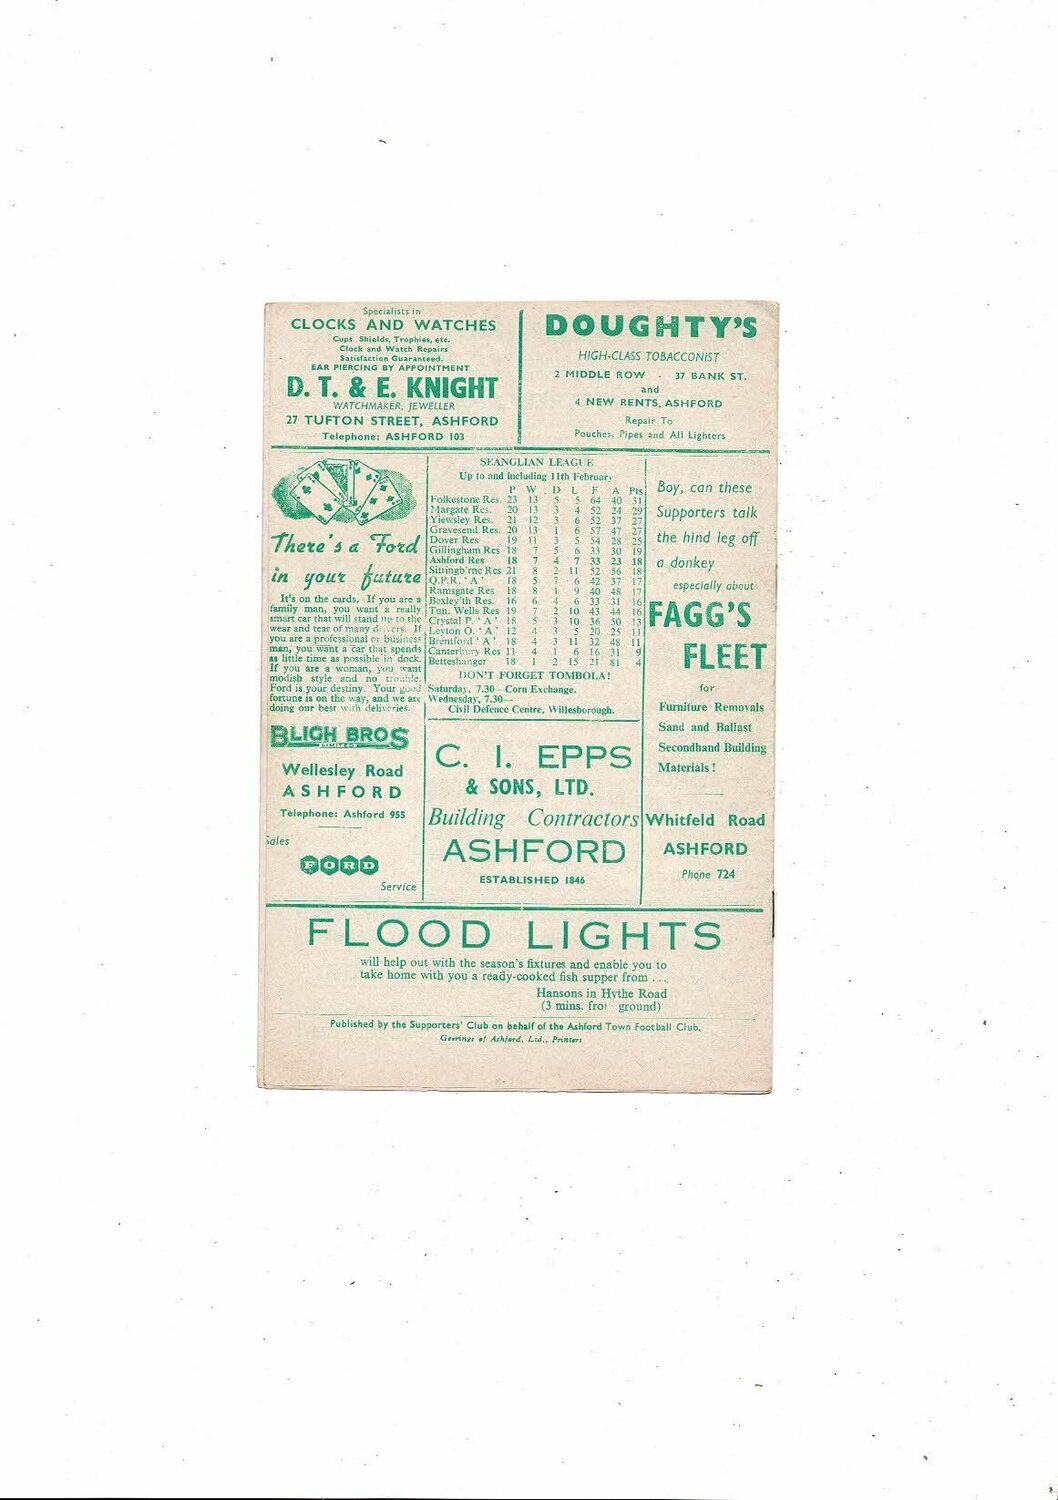 Specialists in
CLOCKS AND WATCHES
Cups Shields, Trophies, etc.
Clock and Watch Repairs
Satisfaction Guaranteed.
EAR PIERCING BY APPOINTMENT
D. T. & E. KNIGHT
WATCHMAKER, JEWELLER
27 TUFTON STREET, ASHFORD
Telephone: ASHFORD 103
DOUGHTY'S
HIGH-CLASS TOBACCONIST
2 MIDDLE ROW - 37 BANK ST.
and
4 NEW RENTS, ASHFORD
Repair To
Pouches, Pipes and All Lighters
There's a Ford
in your future
It's on the cards. If you are a
family man, you want a really
smart car that will stand up to the
wear and tear of many drivers. If
you are a professional or business
man, you want a car that spends
as little time as possible in dock.
If you are a woman, you want
modish style and no trouble.
Ford is your destiny. Your good
fortune is on the way, and we are
doing our best with deliveries.
BLIGH BROS
LIMITED
Wellesley Road
ASHFORD
Telephone: Ashford 955
Sales
FORD
Service
SEANGLIAN LEAGUE
Up to and including 11th February
P W D L F A Pts
Folkestone Res. 23 13 5 5 64 40 31
Margate Res. 20 13 3 4 52 24 29
Yiewsley Res. 21 12 3 6 52 37 27
Gravesend Res. 20 13 1 6 57 47 27
Dover Res 19 11 3 5 54 28 25
Gillingham Res 18 7 5 6 33 30 19
Ashford Res 18 7 4 7 33 23 18
Sittingb'rne Res 21 8 2 11 52 56 18
Q.P.R. 'A' 18 5 7 6 42 37 17
Ramsgate Res 18 8 1 9 40 48 17
Bexley'th Res. 16 6 4 6 33 31 16
Tun. Wells Res 19 7 2 10 43 44 16
Crystal P. 'A' 18 5 3 10 36 50 13
Leyton O. 'A' 12 4 3 5 20 25 11
Brentford 'A' 18 4 3 11 32 48 11
Canterbury Res 11 4 1 6 16 31 9
Betteshanger 18 1 2 15 21 81 4
DON'T FORGET TOMBOLA!
Saturday, 7.30—Corn Exchange.
Wednesday, 7.30—
Civil Defence Centre, Willesborough.
C. I. EPPS
& SONS, LTD.
Building Contractors
ASHFORD
ESTABLISHED 1846
Boy, can these
Supporters talk
the hind leg off
a donkey
especially about
FAGG'S
FLEET
for
Furniture Removals
Sand and Ballast
Secondhand Building
Materials!
Whitfeld Road
ASHFORD
Phone 724
FLOOD LIGHTS
will help out with the season's fixtures and enable you to
take home with you a ready-cooked fish supper from ...
Hansons in Hythe Road
(3 mins. fro ground)
Published by the Supporters' Club on behalf of the Ashford Town Football Club.
Geerings of Ashford, Ltd., Printers